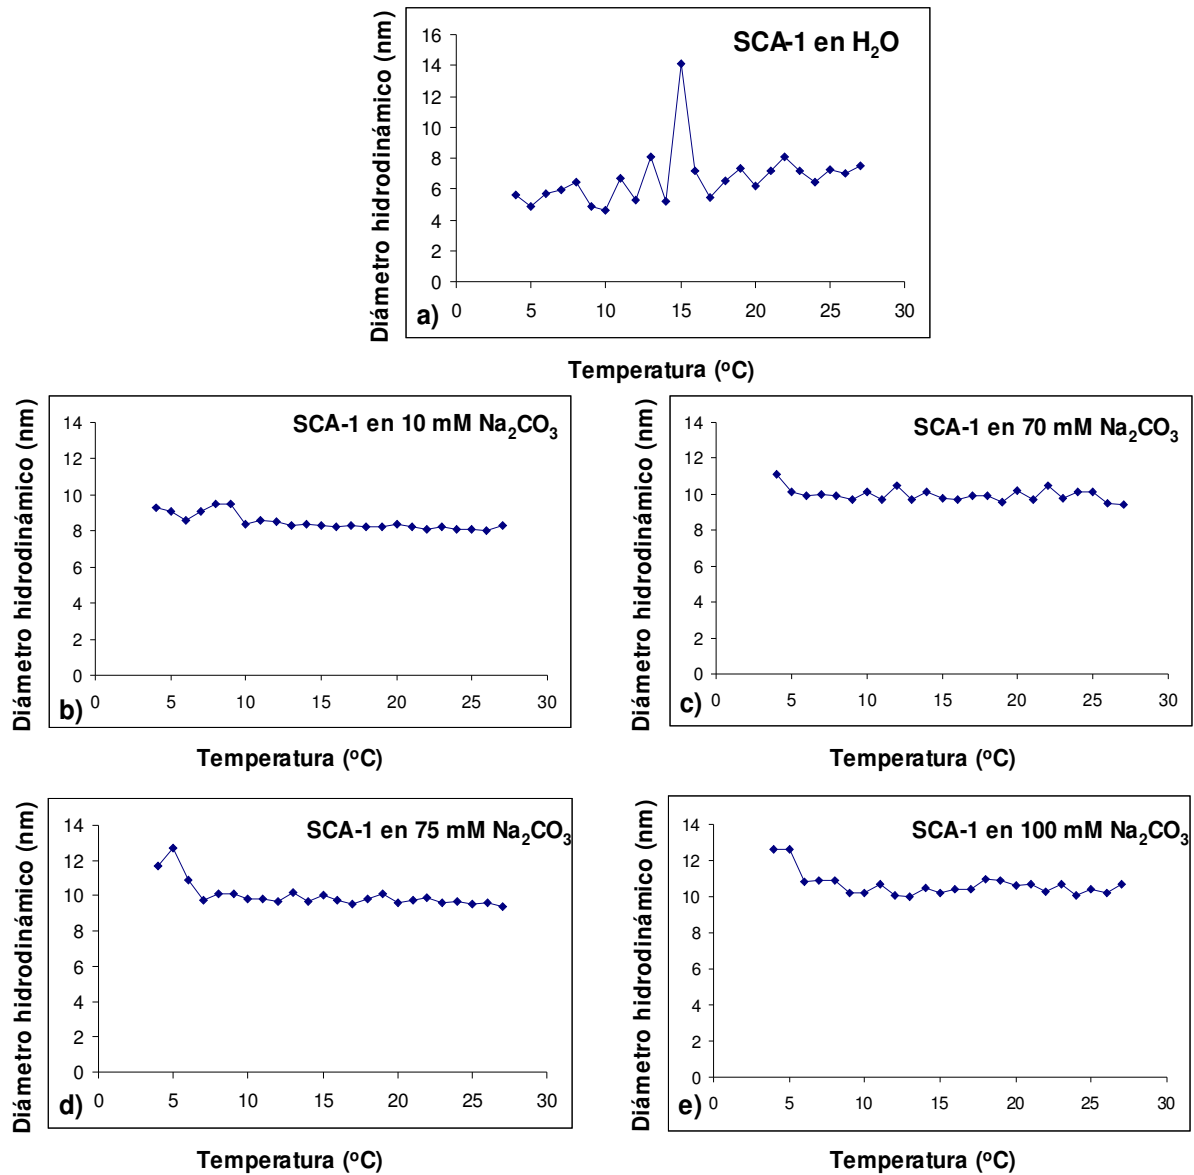 SCA-1 en H₂O
Diámetro hidrodinámico (nm)
16
14
12
10
8
6
4
2
0
0 5 10 15 20 25 30
a)
Temperatura (ºC)
SCA-1 en 10 mM Na₂CO₃
Diámetro hidrodinámico (nm)
14
12
10
8
6
4
2
0
0 5 10 15 20 25 30
b)
Temperatura (ºC)
SCA-1 en 70 mM Na₂CO₃
Diámetro hidrodinámico (nm)
14
12
10
8
6
4
2
0
0 5 10 15 20 25 30
c)
Temperatura (ºC)
SCA-1 en 75 mM Na₂CO₃
Diámetro hidrodinámico (nm)
14
12
10
8
6
4
2
0
0 5 10 15 20 25 30
d)
Temperatura (ºC)
SCA-1 en 100 mM Na₂CO₃
Diámetro hidrodinámico (nm)
14
12
10
8
6
4
2
0
0 5 10 15 20 25 30
e)
Temperatura (ºC)